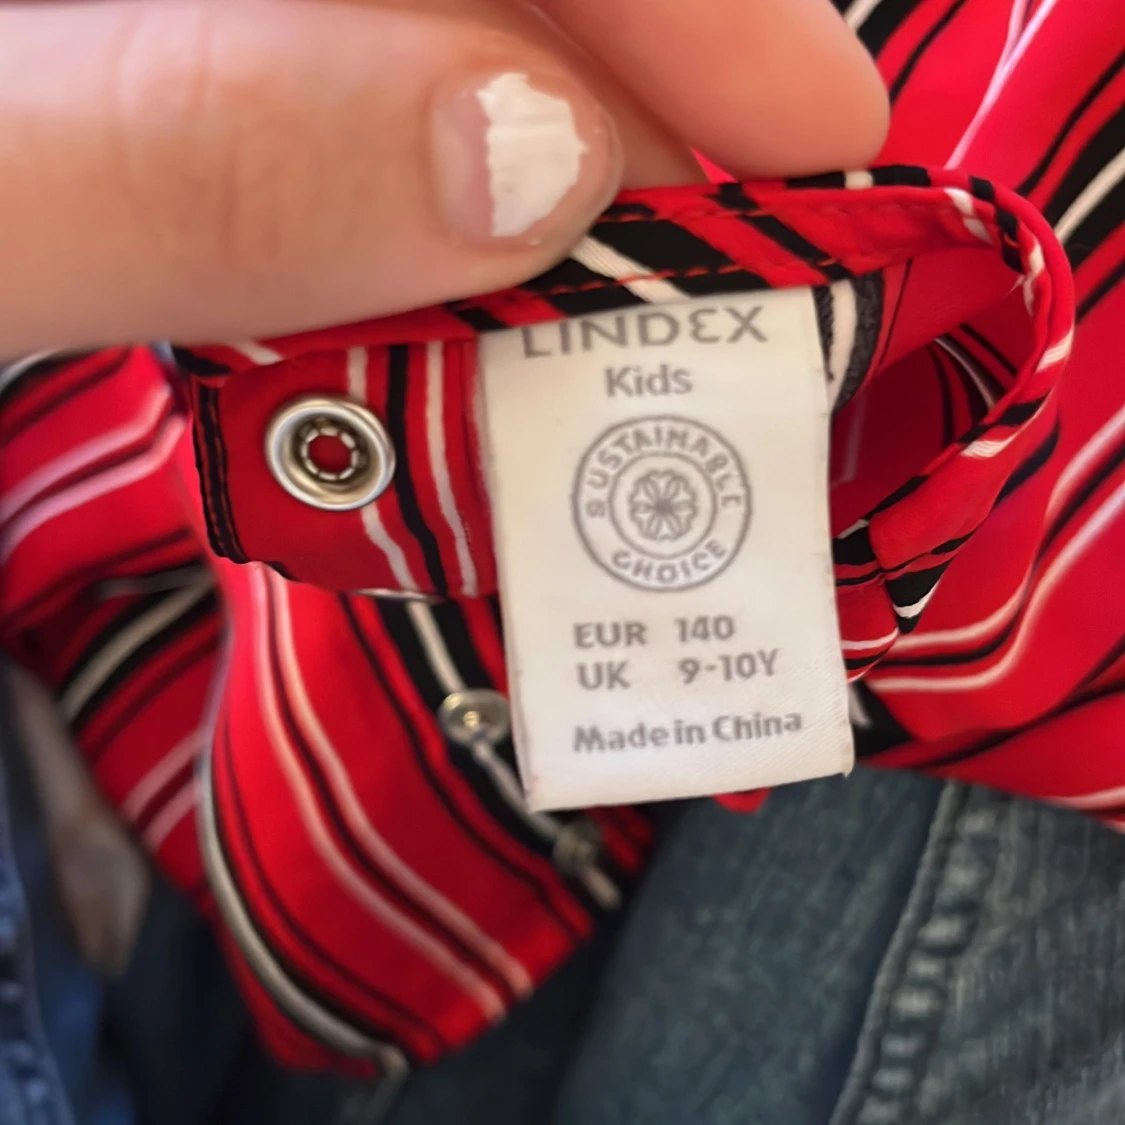 LINDEX
Kids
SUSTAINABLE
CHOICE
EUR 140
UK 9-10Y
Made in China